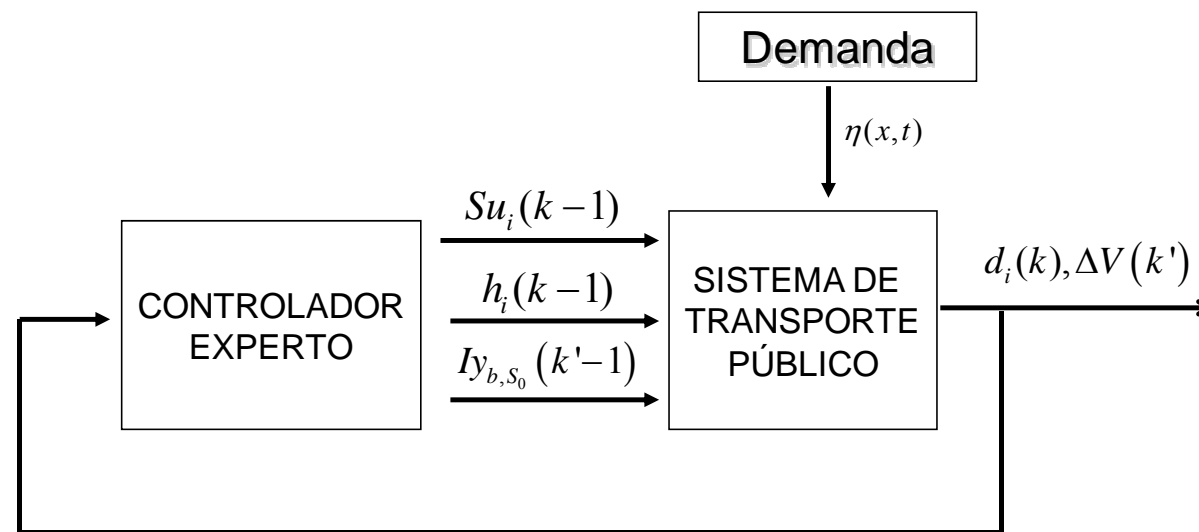 Demanda
η(x,t)
Su_i(k−1)
h_i(k−1)
Iy_{b,S_0}(k'−1)
CONTROLADOR
EXPERTO
SISTEMA DE
TRANSPORTE
PÚBLICO
d_i(k),ΔV(k')